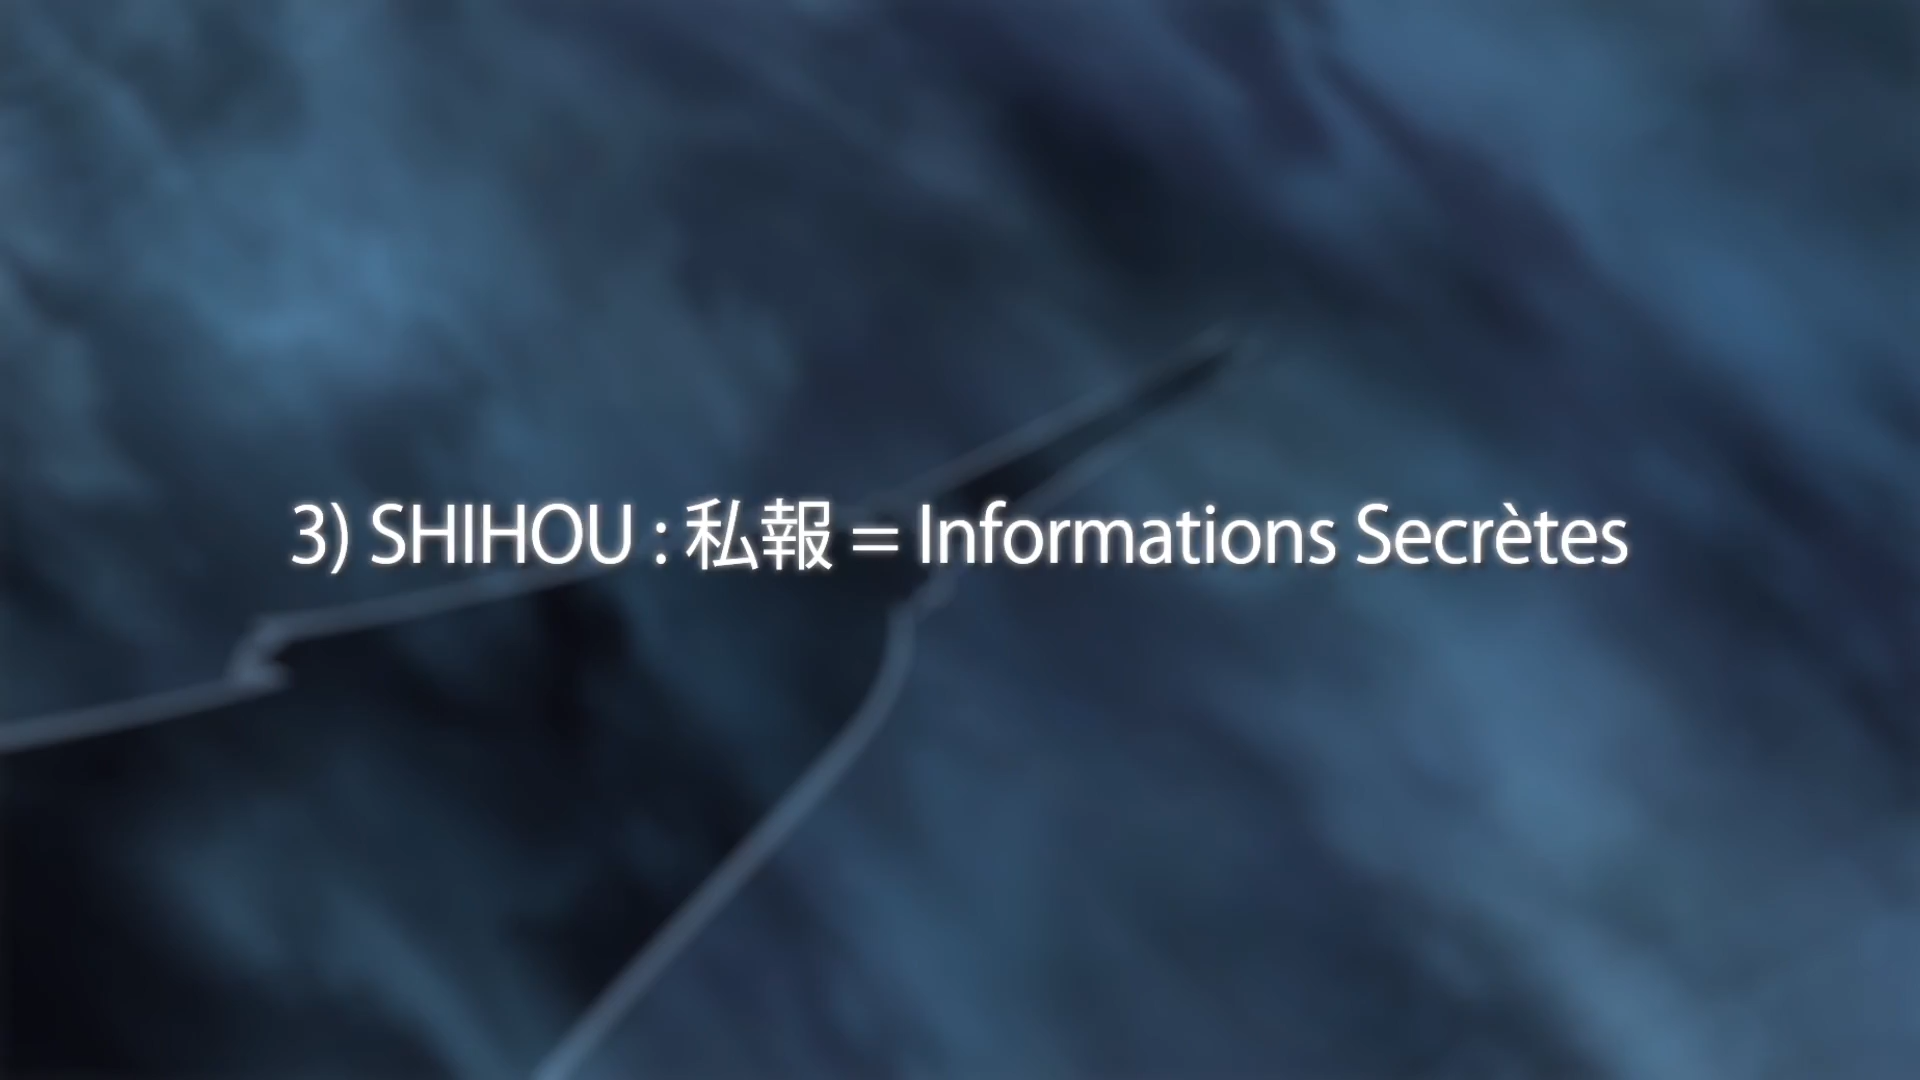 3) SHIHOU : 私報 = Informations Secrètes